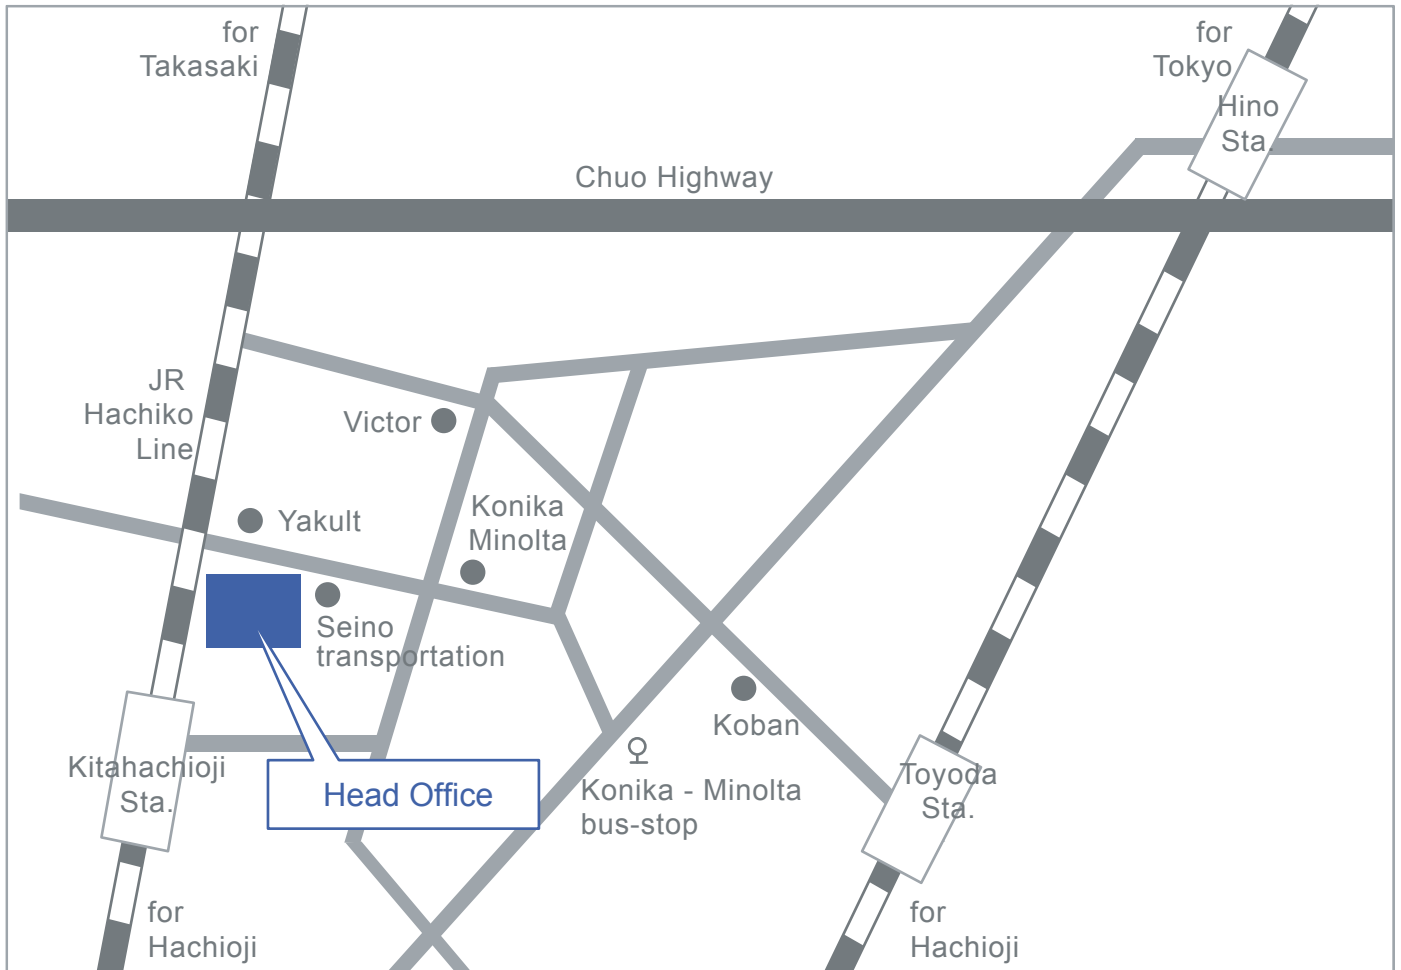 for
Takasaki
for
Tokyo
Hino
Sta.
Chuo Highway
JR
Hachiko
Line
Victor
Yakult
Konika
Minolta
Seino
transportation
Koban
Kitahachioji
Sta.
Head Office
Konika - Minolta
bus-stop
Toyoda
Sta.
for
Hachioji
for
Hachioji